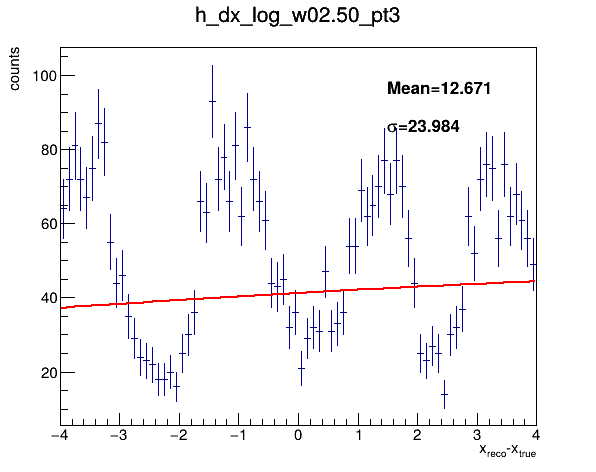 h_dx_log_w02.50_pt3
counts
Mean=12.671
σ=23.984
100
80
60
40
20
−4 −3 −2 −1 0 1 2 3 4
x_reco-x_true